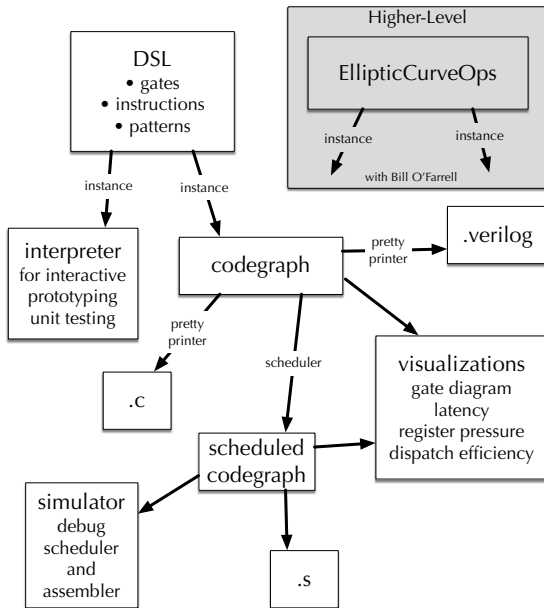 Higher-Level
EllipticCurveOps
instance
instance
with Bill O'Farrell
DSL
• gates
• instructions
• patterns
instance
instance
interpreter
for interactive
prototyping
unit testing
codegraph
pretty
printer
.verilog
pretty
printer
.c
scheduler
visualizations
gate diagram
latency
register pressure
dispatch efficiency
scheduled
codegraph
simulator
debug
scheduler
and
assembler
.s